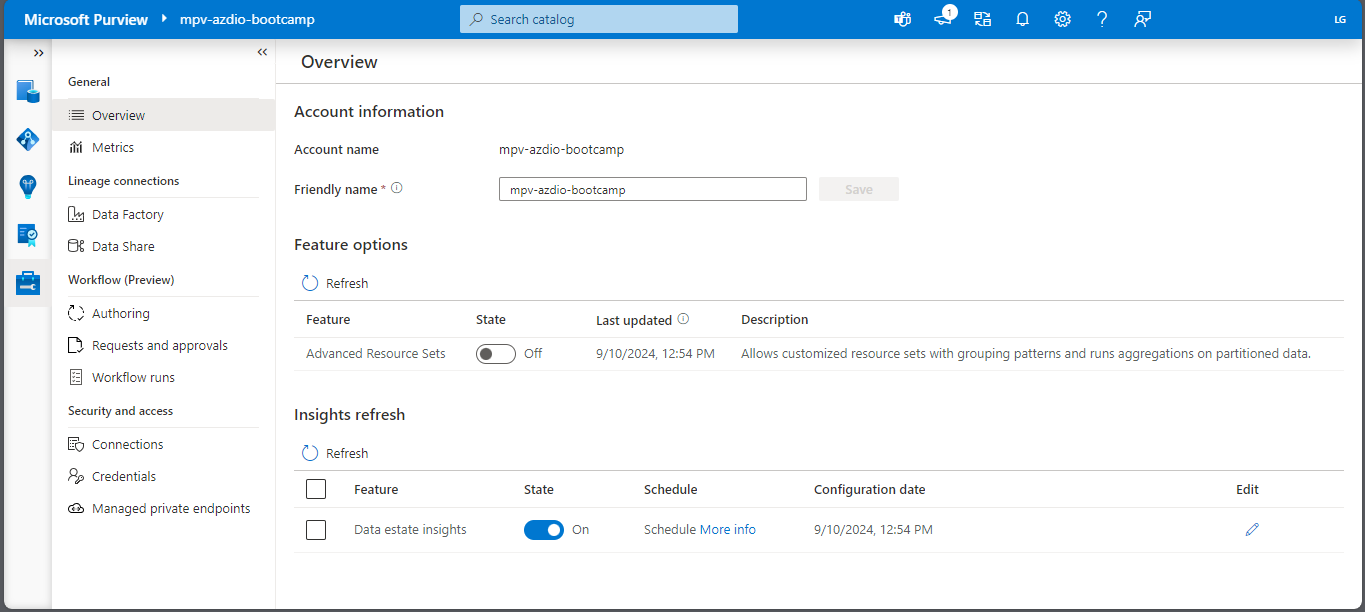 Microsoft Purview mpv-azdio-bootcamp Search catalog 1 LG
General
Overview
Metrics
Lineage connections
Data Factory
Data Share
Workflow (Preview)
Authoring
Requests and approvals
Workflow runs
Security and access
Connections
Credentials
Managed private endpoints
Overview
Account information
Account name mpv-azdio-bootcamp
Friendly name * mpv-azdio-bootcamp Save
Feature options
Refresh
Feature State Last updated Description
Advanced Resource Sets Off 9/10/2024, 12:54 PM Allows customized resource sets with grouping patterns and runs aggregations on partitioned data.
Insights refresh
Refresh
Feature State Schedule Configuration date Edit
Data estate insights On Schedule More info 9/10/2024, 12:54 PM